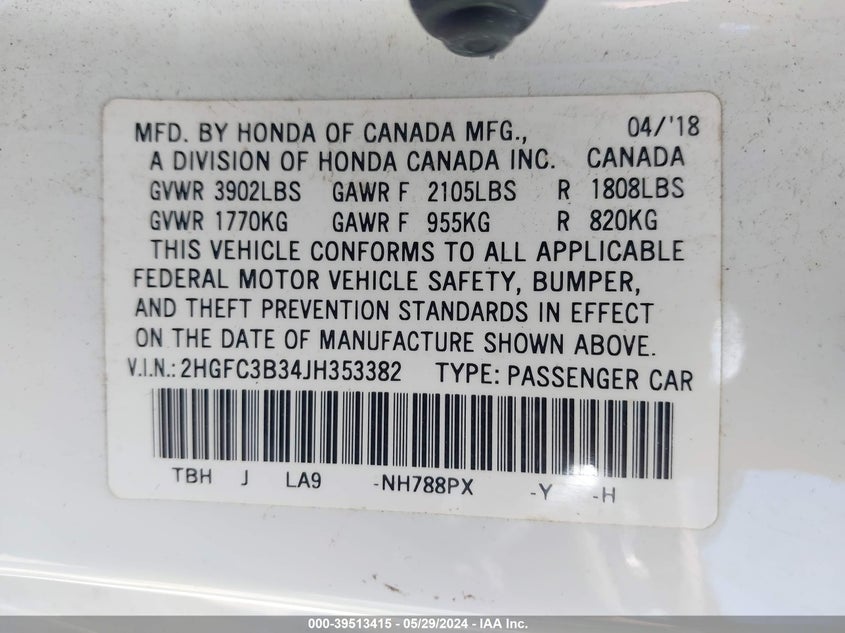 MFD. BY HONDA OF CANADA MFG., 04/'18
A DIVISION OF HONDA CANADA INC. CANADA
GVWR 3902LBS GAWR F 2105LBS R 1808LBS
GVWR 1770KG GAWR F 955KG R 820KG
THIS VEHICLE CONFORMS TO ALL APPLICABLE
FEDERAL MOTOR VEHICLE SAFETY, BUMPER,
AND THEFT PREVENTION STANDARDS IN EFFECT
ON THE DATE OF MANUFACTURE SHOWN ABOVE.
V.I.N.: 2HGFC3B34JH353382 TYPE: PASSENGER CAR
TBH J LA9 -NH788PX -Y -H
000-39513415 - 05/29/2024 - IAA Inc.